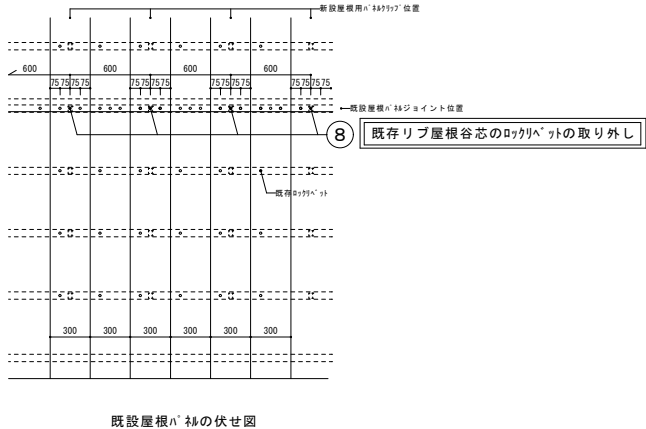 新設屋根用ﾊﾟﾈﾙｸﾘｯﾌﾟ位置
600 600 600 600
75 75 75 75 75 75 75 75 75 75 75 75 75 75 75 75
既設屋根ﾊﾟﾈﾙジョイント位置
⑧ 既存リブ屋根谷芯のﾛｯｸﾘﾍﾞｯﾄの取り外し
既存ﾛｯｸﾘﾍﾞｯﾄ
300 300 300 300 300 300
既設屋根ﾊﾟﾈﾙの伏せ図